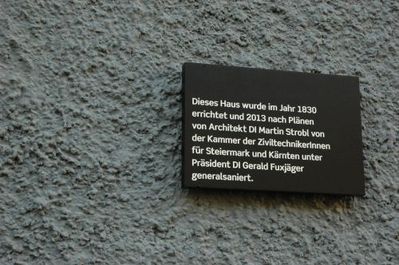 Dieses Haus wurde im Jahr 1830
errichtet und 2013 nach Plänen
von Architekt DI Martin Strobl von
der Kammer der ZiviltechnikerInnen
für Steiermark und Kärnten unter
Präsident DI Gerald Fuxjäger
generalsaniert.